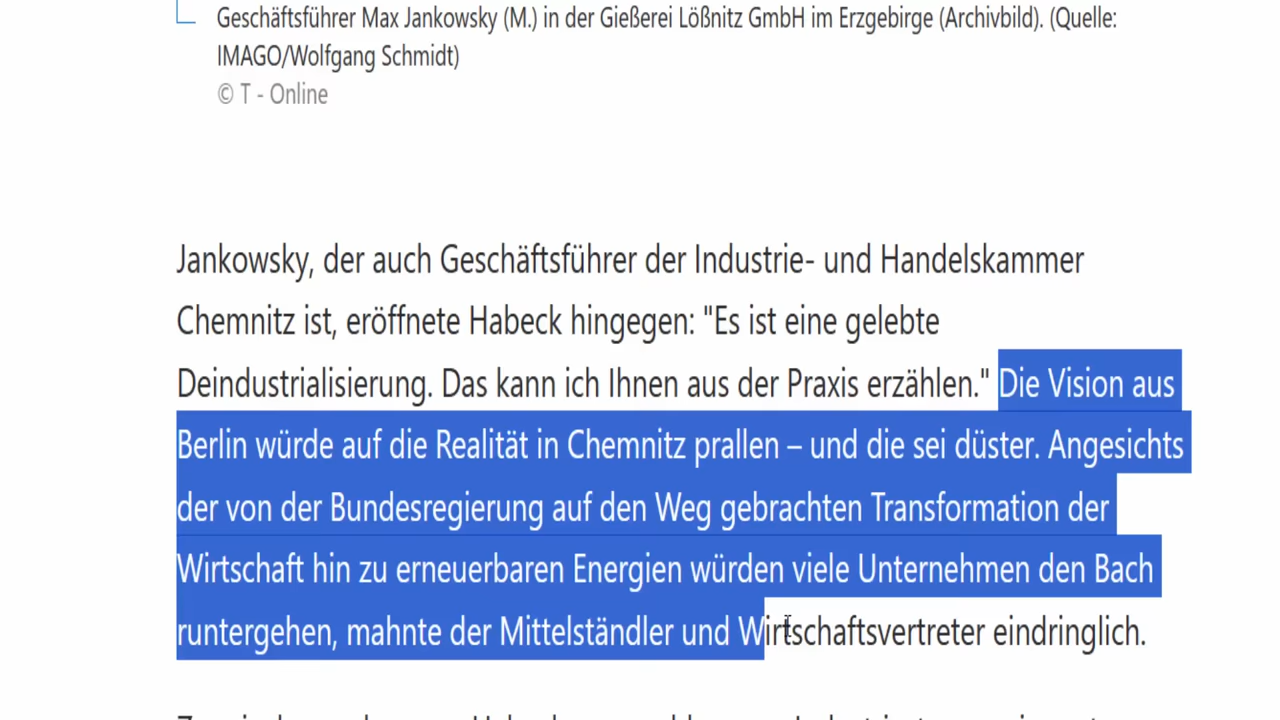 Geschäftsführer Max Jankowsky (M.) in der Gießerei Lößnitz GmbH im Erzgebirge (Archivbild). (Quelle:
IMAGO/Wolfgang Schmidt)
© T - Online
Jankowsky, der auch Geschäftsführer der Industrie- und Handelskammer
Chemnitz ist, eröffnete Habeck hingegen: "Es ist eine gelebte
Deindustrialisierung. Das kann ich Ihnen aus der Praxis erzählen." Die Vision aus
Berlin würde auf die Realität in Chemnitz prallen – und die sei düster. Angesichts
der von der Bundesregierung auf den Weg gebrachten Transformation der
Wirtschaft hin zu erneuerbaren Energien würden viele Unternehmen den Bach
runtergehen, mahnte der Mittelständler und Wirtschaftsvertreter eindringlich.